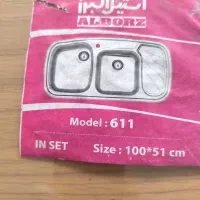 استیل البرز
ALBORZ
Model : 611
IN SET
Size : 100*51 cm